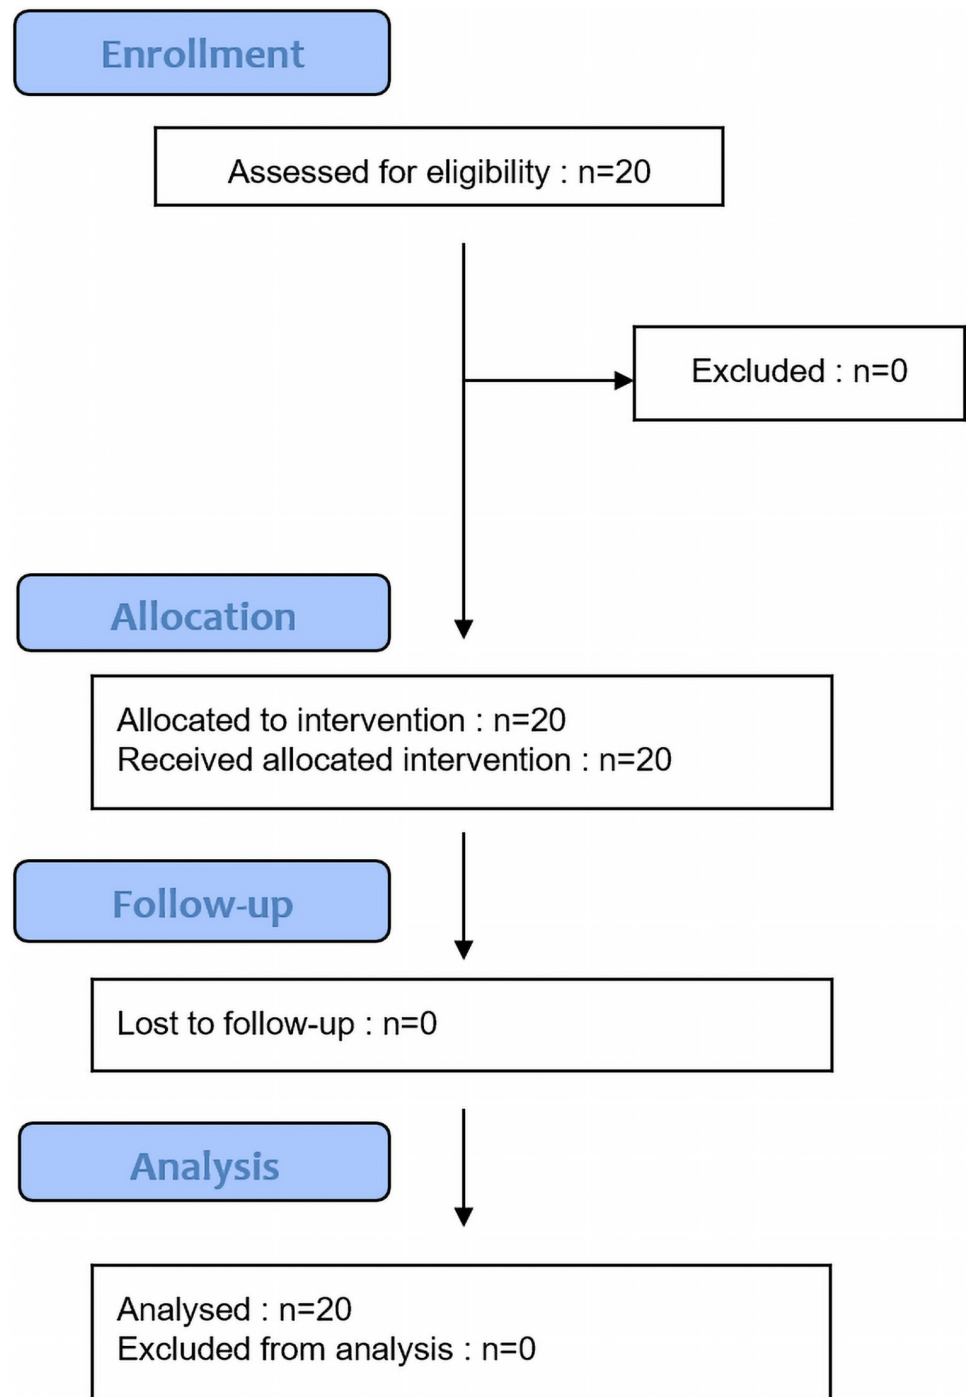 Enrollment
Assessed for eligibility : n=20
Excluded : n=0
Allocation
Allocated to intervention : n=20
Received allocated intervention : n=20
Follow-up
Lost to follow-up : n=0
Analysis
Analysed : n=20
Excluded from analysis : n=0